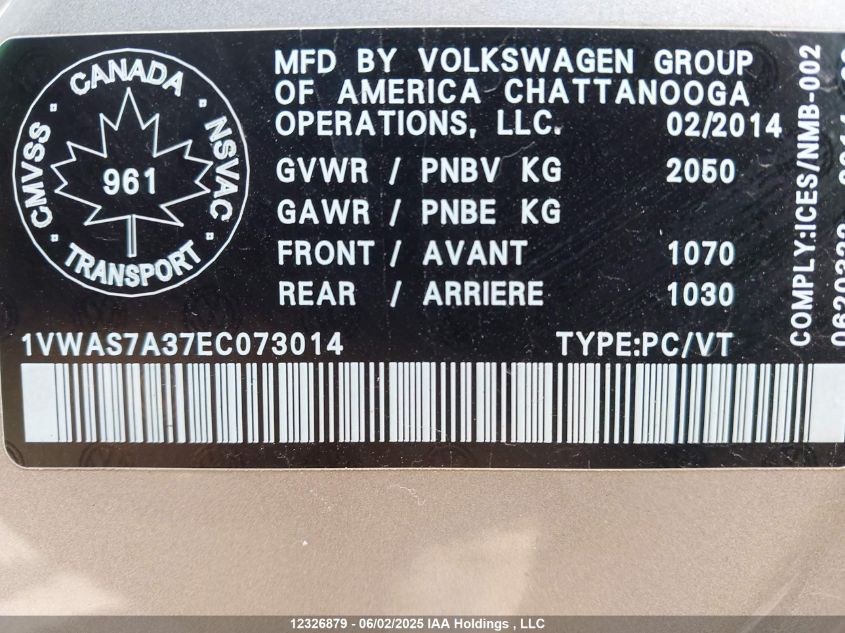 CANADA
CMVSS
NSVAC
961
TRANSPORT
MFD BY VOLKSWAGEN GROUP
OF AMERICA CHATTANOOGA
OPERATIONS, LLC. 02/2014
GVWR / PNBV KG 2050
GAWR / PNBE KG
FRONT / AVANT 1070
REAR / ARRIERE 1030
1VWAS7A37EC073014 TYPE:PC/VT
COMPLY:ICES/NMB-002
12326879 - 06/02/2025 IAA Holdings , LLC